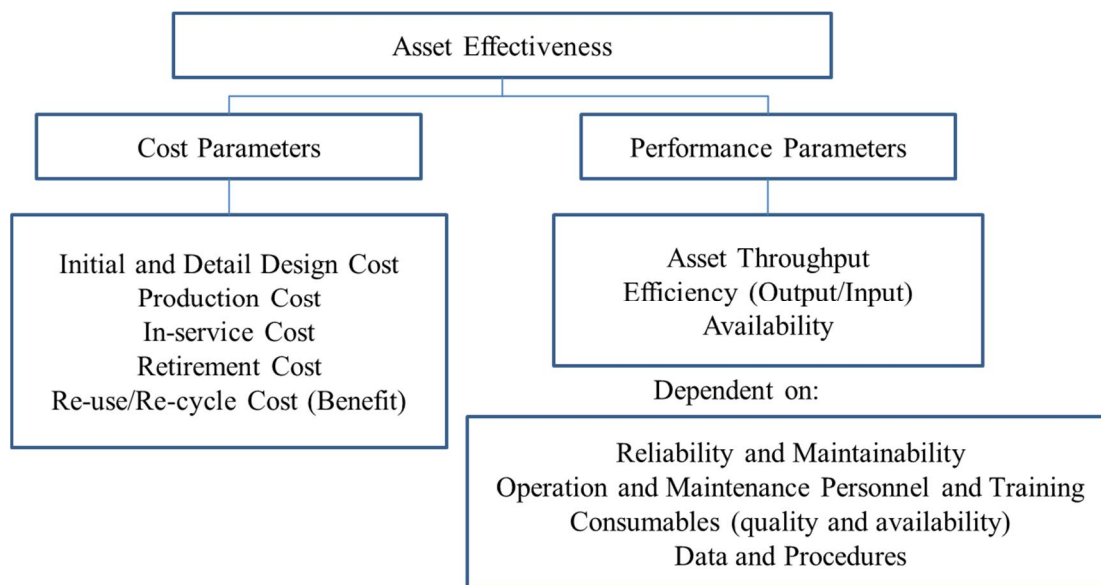 Asset Effectiveness
Cost Parameters
Performance Parameters
Initial and Detail Design Cost
Production Cost
In-service Cost
Retirement Cost
Re-use/Re-cycle Cost (Benefit)
Asset Throughput
Efficiency (Output/Input)
Availability
Dependent on:
Reliability and Maintainability
Operation and Maintenance Personnel and Training
Consumables (quality and availability)
Data and Procedures